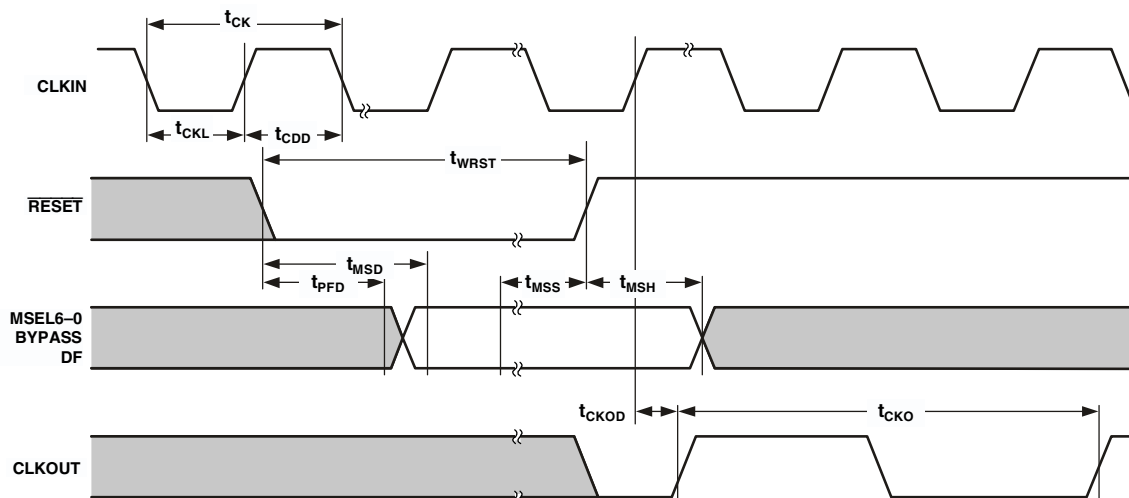 tCK
CLKIN
tCKL
tCDD
tWRST
RESET
tMSD
tPFD
tMSS
tMSH
MSEL6–0
BYPASS
DF
tCKOD
tCKO
CLKOUT